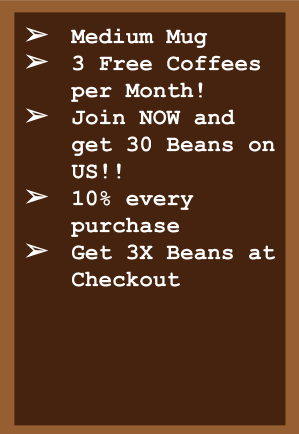 ➢ Medium Mug
➢ 3 Free Coffees
per Month!
➢ Join NOW and
get 30 Beans on
US!!
➢ 10% every
purchase
➢ Get 3X Beans at
Checkout